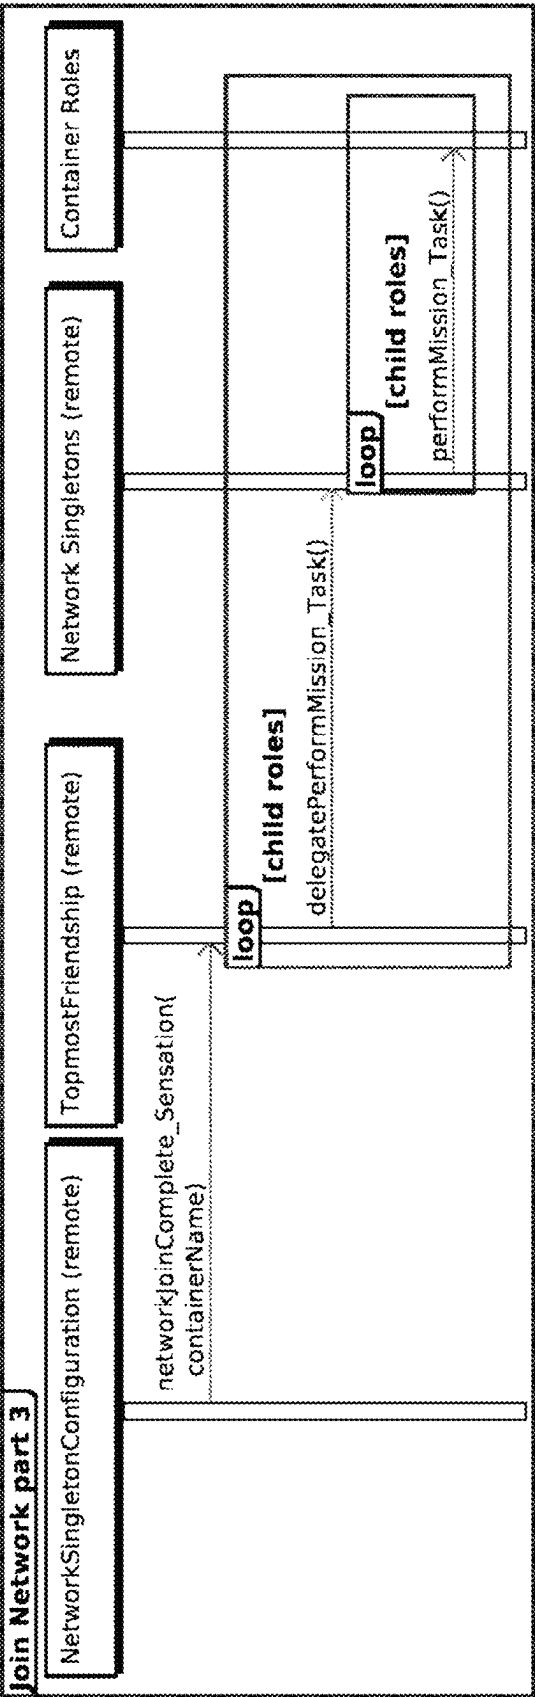 Join Network part 3
NetworkSingletonConfiguration (remote)
TopmostFriendship (remote)
Network Singletons (remote)
Container Roles
networkJoinComplete_Sensation(
containerName)
loop
[child roles]
delegatePerformMission_Task()
loop
[child roles]
performMission_Task()